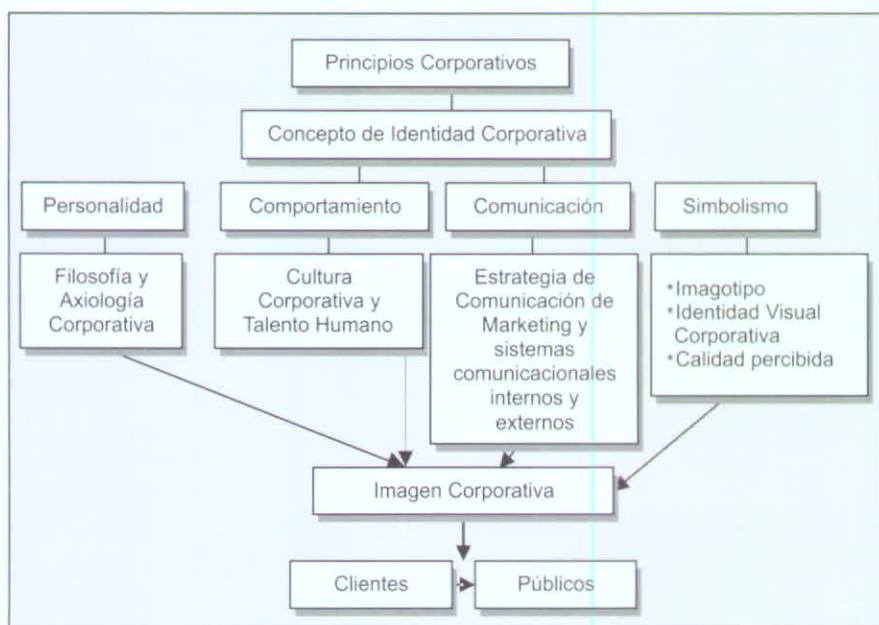 Principios Corporativos
Concepto de Identidad Corporativa
Personalidad
Comportamiento
Comunicación
Simbolismo
Filosofía y
Axiología
Corporativa
Cultura
Corporativa y
Talento Humano
Estrategia de
Comunicación de
Marketing y
sistemas
comunicacionales
internos y
externos
*Imagotipo
*Identidad Visual
Corporativa
*Calidad percibida
Imagen Corporativa
Clientes
Públicos